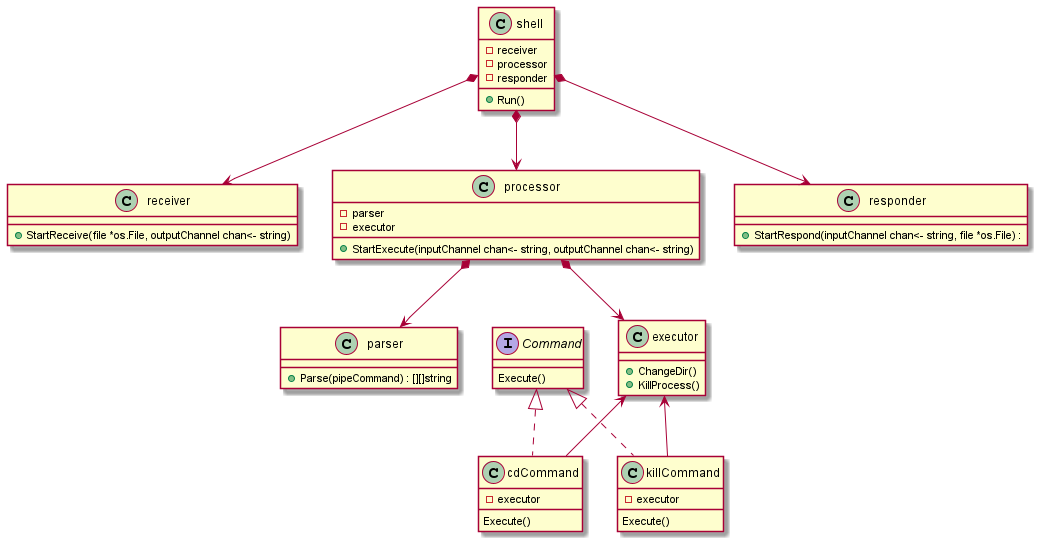 C shell
receiver
processor
responder
Run()
C receiver
StartReceive(file *os.File, outputChannel chan<- string)
C processor
parser
executor
StartExecute(inputChannel chan<- string, outputChannel chan<- string)
C responder
StartRespond(inputChannel chan<- string, file *os.File) :
C parser
Parse(pipeCommand) : [][]string
I Command
Execute()
C executor
ChangeDir()
KillProcess()
C cdCommand
executor
Execute()
C killCommand
executor
Execute()